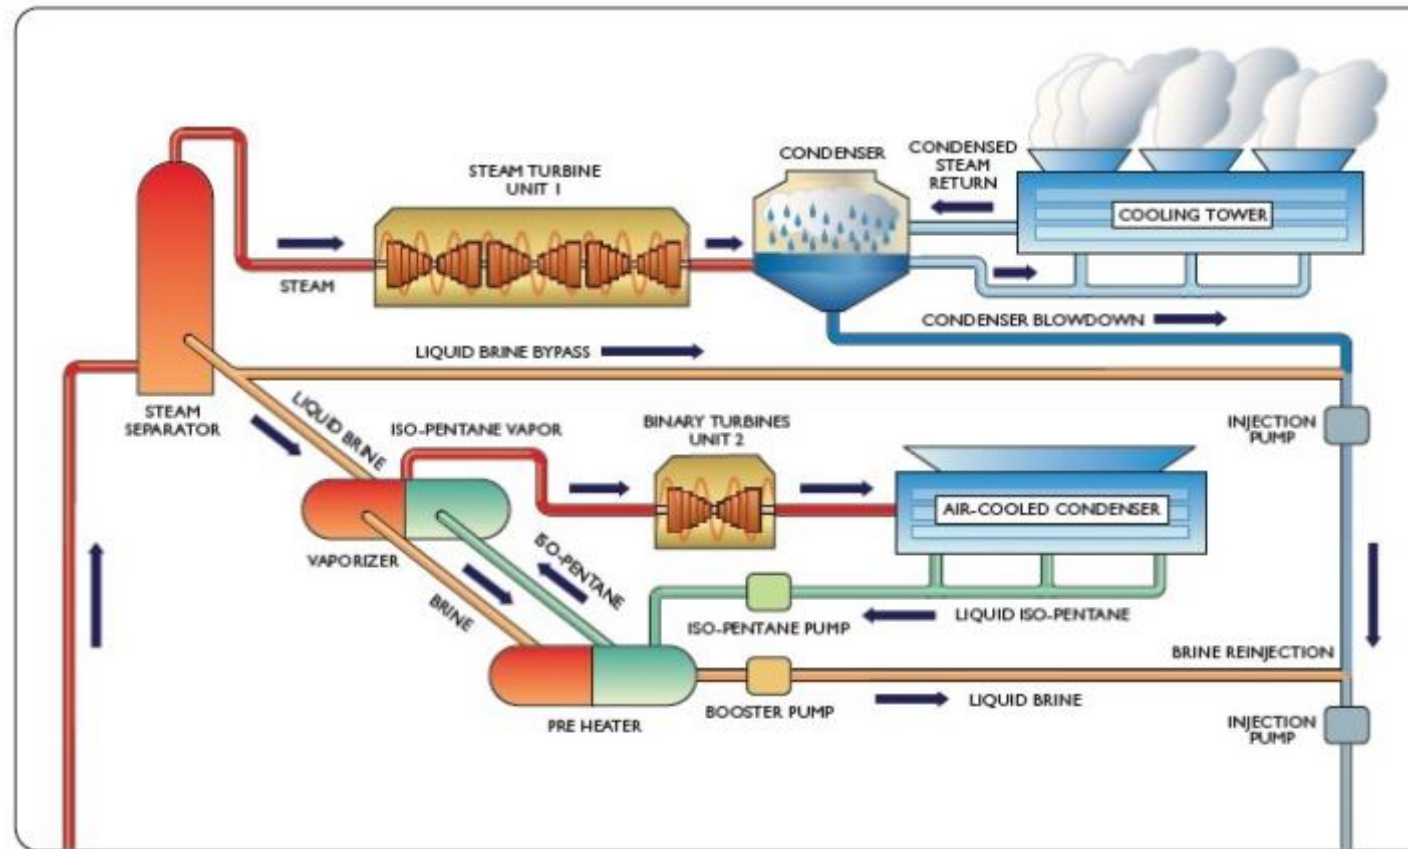 CONDENSER
CONDENSED
STEAM
RETURN
STEAM TURBINE
UNIT 1
COOLING TOWER
STEAM
CONDENSER BLOWDOWN
LIQUID BRINE BYPASS
STEAM
SEPARATOR
LIQUID BRINE
ISO-PENTANE VAPOR
BINARY TURBINES
UNIT 2
INJECTION
PUMP
AIR-COOLED CONDENSER
VAPORIZER
ISO-PENTANE
BRINE
ISO-PENTANE PUMP
LIQUID ISO-PENTANE
BRINE REINJECTION
PRE HEATER
BOOSTER PUMP
LIQUID BRINE
INJECTION
PUMP